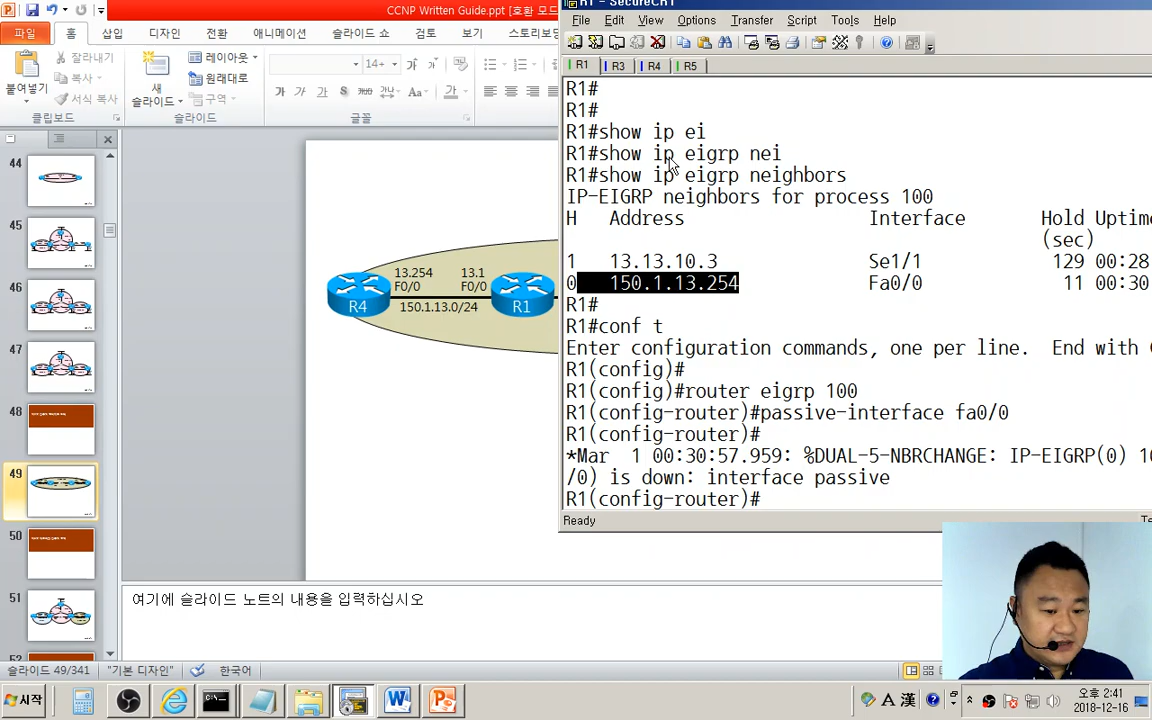 CCNP Written Guide.ppt [호환 모드
파일
홈
삽입
디자인
전환
애니메이션
슬라이드 쇼
검토
보기
스토리보딩
붙여넣기
잘라내기
복사
서식 복사
클립보드
새
슬라이드
레이아웃
원래대로
구역
슬라이드
14+
글꼴
44
45
46
47
48
49
50
51
13.254
F0/0
13.1
F0/0
R4
150.1.13.0/24
R1
R1 - SecureCRT
File Edit View Options Transfer Script Tools Help
R1 R3 R4 R5
R1#
R1#
R1#show ip ei
R1#show ip eigrp nei
R1#show ip eigrp neighbors
IP-EIGRP neighbors for process 100
H Address Interface Hold Uptime
(sec)
1 13.13.10.3 Se1/1 129 00:28
0 150.1.13.254 Fa0/0 11 00:30
R1#
R1#conf t
Enter configuration commands, one per line. End with C
R1(config)#
R1(config)#router eigrp 100
R1(config-router)#passive-interface fa0/0
R1(config-router)#
*Mar 1 00:30:57.959: %DUAL-5-NBRCHANGE: IP-EIGRP(0) 10
/0) is down: interface passive
R1(config-router)#
Ready
여기에 슬라이드 노트의 내용을 입력하십시오
슬라이드 49/341
"기본 디자인"
한국어
시작
A 漢
오후 2:41
2018-12-16